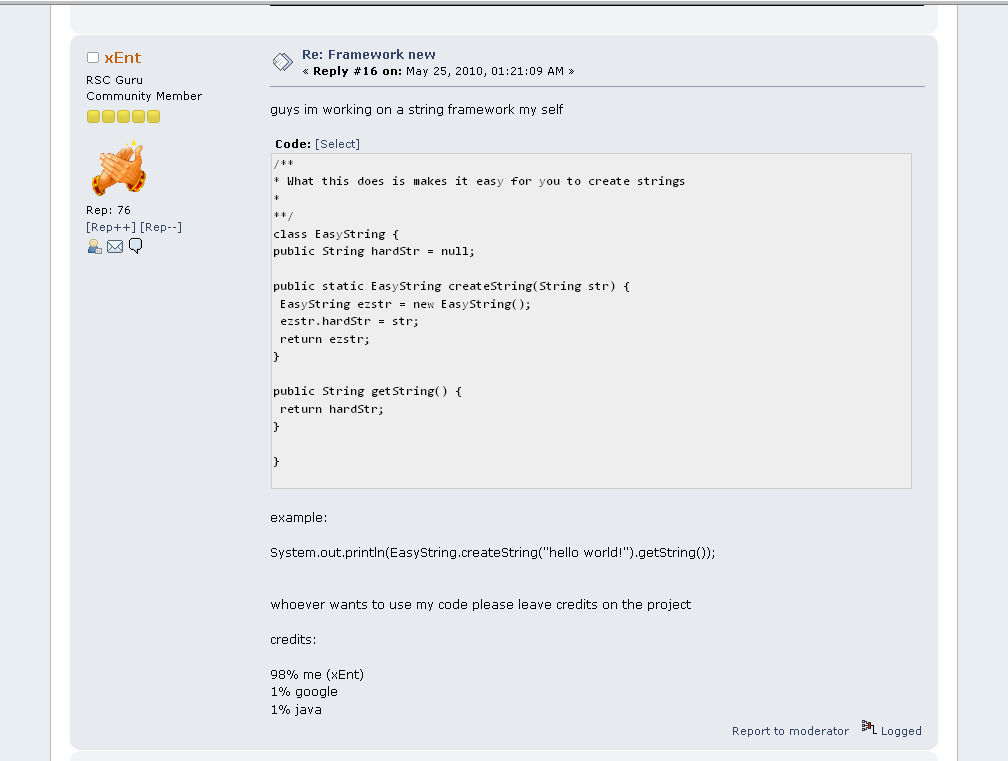 xEnt
RSC Guru
Community Member
Rep: 76
[Rep++] [Rep--]
Re: Framework new
« Reply #16 on: May 25, 2010, 01:21:09 AM »
guys im working on a string framework my self
Code: [Select]
/**
* What this does is makes it easy for you to create strings
*
**/
class EasyString {
public String hardStr = null;
public static EasyString createString(String str) {
EasyString ezstr = new EasyString();
ezstr.hardStr = str;
return ezstr;
}
public String getString() {
return hardStr;
}
}
example:
System.out.println(EasyString.createString("hello world!").getString());
whoever wants to use my code please leave credits on the project
credits:
98% me (xEnt)
1% google
1% java
Report to moderator Logged